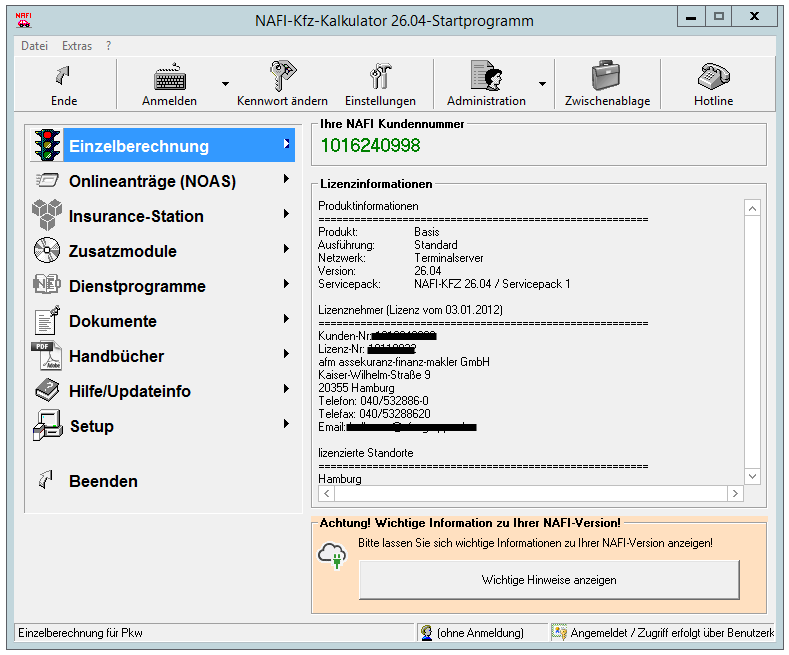 NAFI
NAFI-Kfz-Kalkulator 26.04-Startprogramm
Datei Extras ?
Ende Anmelden Kennwort ändern Einstellungen Administration Zwischenablage Hotline
Einzelberechnung
Onlineanträge (NOAS)
Insurance-Station
Zusatzmodule
Dienstprogramme
Dokumente
PDF
Adobe
Handbücher
Hilfe/Updateinfo
Setup
Beenden
Ihre NAFI Kundennummer
1016240998
Lizenzinformationen
Produktinformationen
=======================================================
Produkt: Basis
Ausführung: Standard
Netzwerk: Terminalserver
Version: 26.04
Servicepack: NAFI-KFZ 26.04 / Servicepack 1
Lizenznehmer (Lizenz vom 03.01.2012)
=======================================================
Kunden-Nr:
Lizenz-Nr:
afm assekuranz-finanz-makler GmbH
Kaiser-Wilhelm-Straße 9
20355 Hamburg
Telefon: 040/532886-0
Telefax: 040/53288620
Email:
lizenzierte Standorte
=======================================================
Hamburg
Achtung! Wichtige Information zu Ihrer NAFI-Version!
Bitte lassen Sie sich wichtige Informationen zu Ihrer NAFI-Version anzeigen!
Wichtige Hinweise anzeigen
Einzelberechnung für Pkw (ohne Anmeldung) Angemeldet / Zugriff erfolgt über Benutzerk